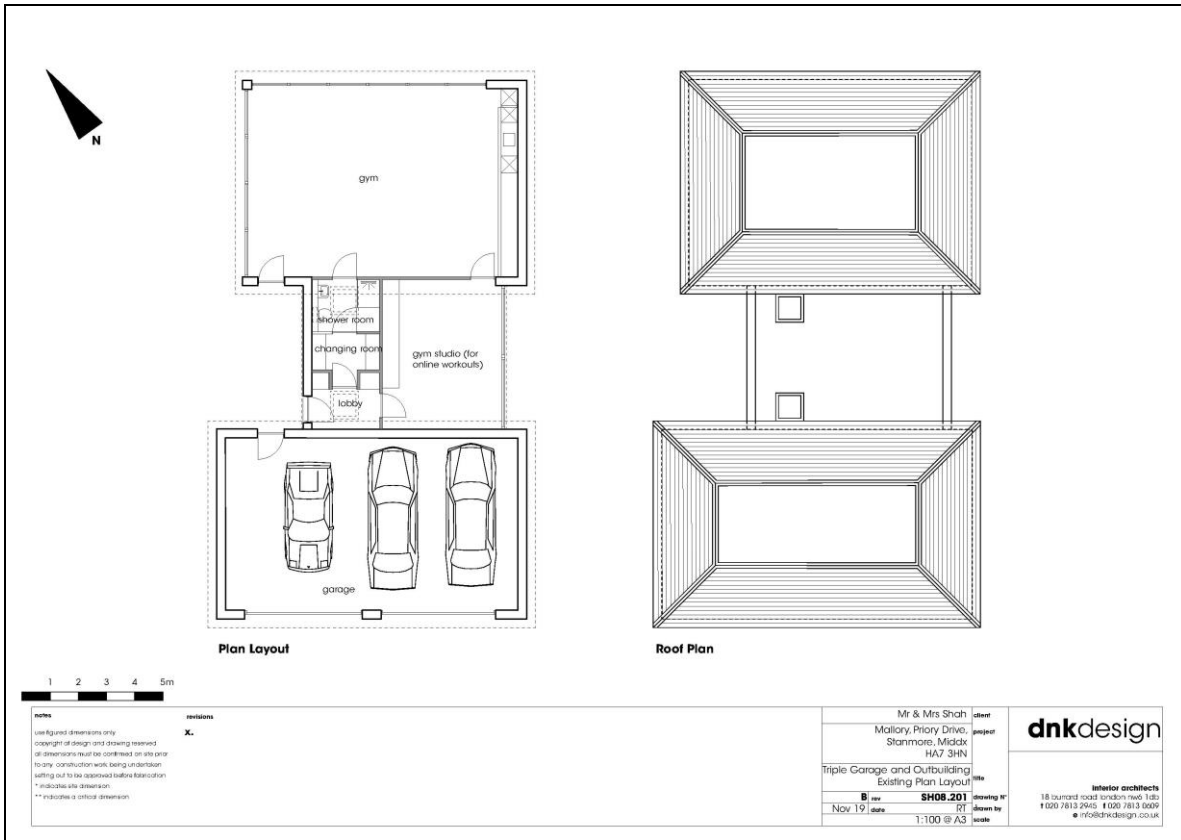 N
gym
shower room
changing room
gym studio (for
online workouts)
lobby
garage
Plan Layout
Roof Plan
1 2 3 4 5m
notes
use figured dimensions only
copyright of design and drawing reserved
all dimensions must be confirmed on site prior
to any construction work being undertaken
setting out to be approved before fabrication
* indicates site dimension
** indicates a critical dimension
revisions
x.
Mr & Mrs Shah client
Mallory, Priory Drive, project
Stanmore, Middx
HA7 3HN
Triple Garage and Outbuilding
Existing Plan Layout title
B rev SH08.201 drawing Nº
Nov 19 date RT drawn by
1:100 @ A3 scale
dnkdesign
interior architects
18 burrard road london nw6 1db
t 020 7813 2945 f 020 7813 0609
e info@dnkdesign.co.uk